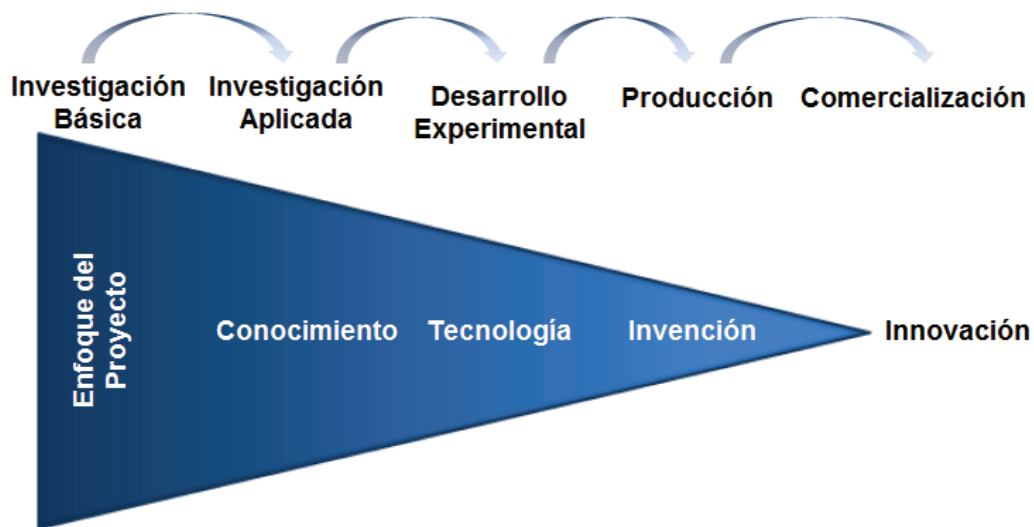 Investigación
Básica
Investigación
Aplicada
Desarrollo
Experimental
Producción
Comercialización
Enfoque del
Proyecto
Conocimiento
Tecnología
Invención
Innovación